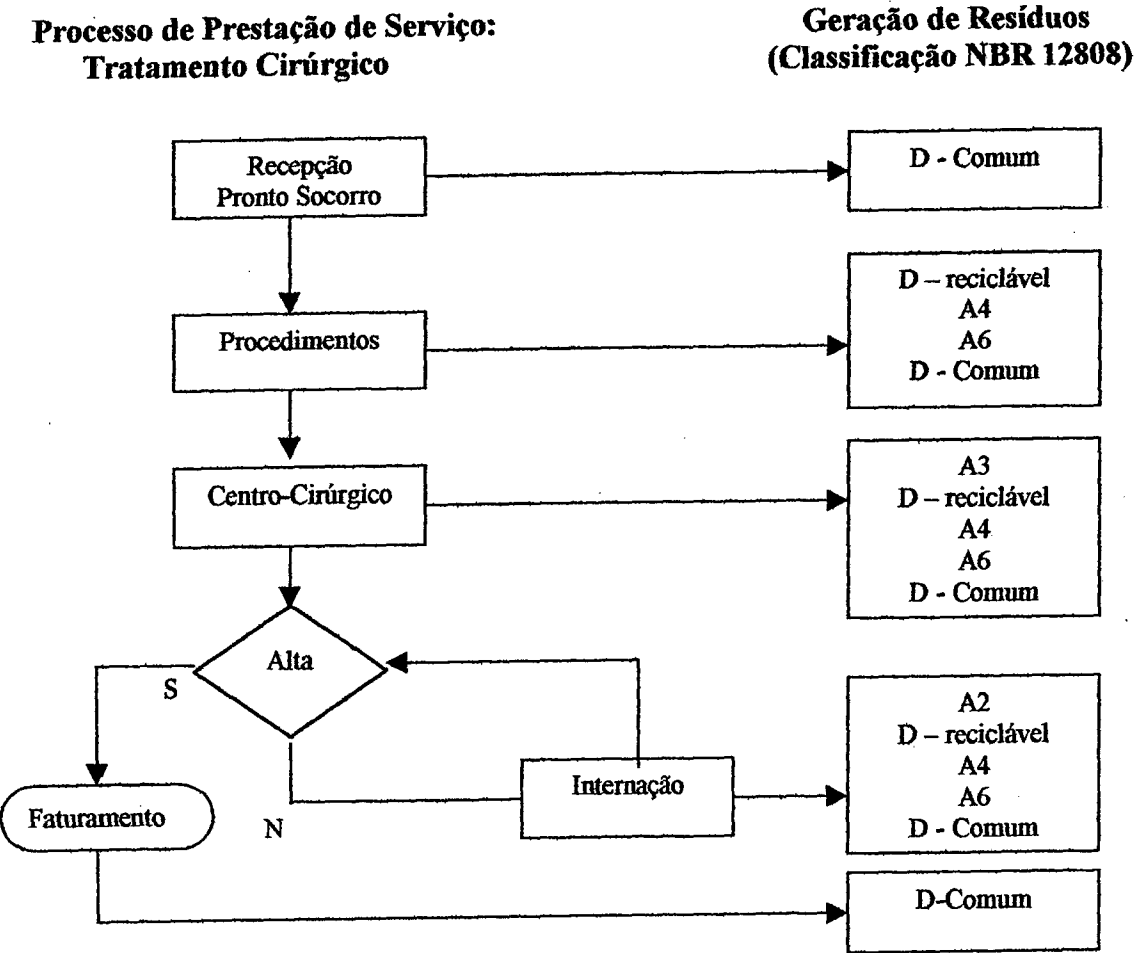 Processo de Prestação de Serviço:
Tratamento Cirúrgico
Geração de Resíduos
(Classificação NBR 12808)
Recepção
Pronto Socorro
D - Comum
Procedimentos
D – reciclável
A4
A6
D - Comum
Centro-Cirúrgico
A3
D – reciclável
A4
A6
D - Comum
Alta
S
N
Internação
A2
D – reciclável
A4
A6
D - Comum
Faturamento
D-Comum